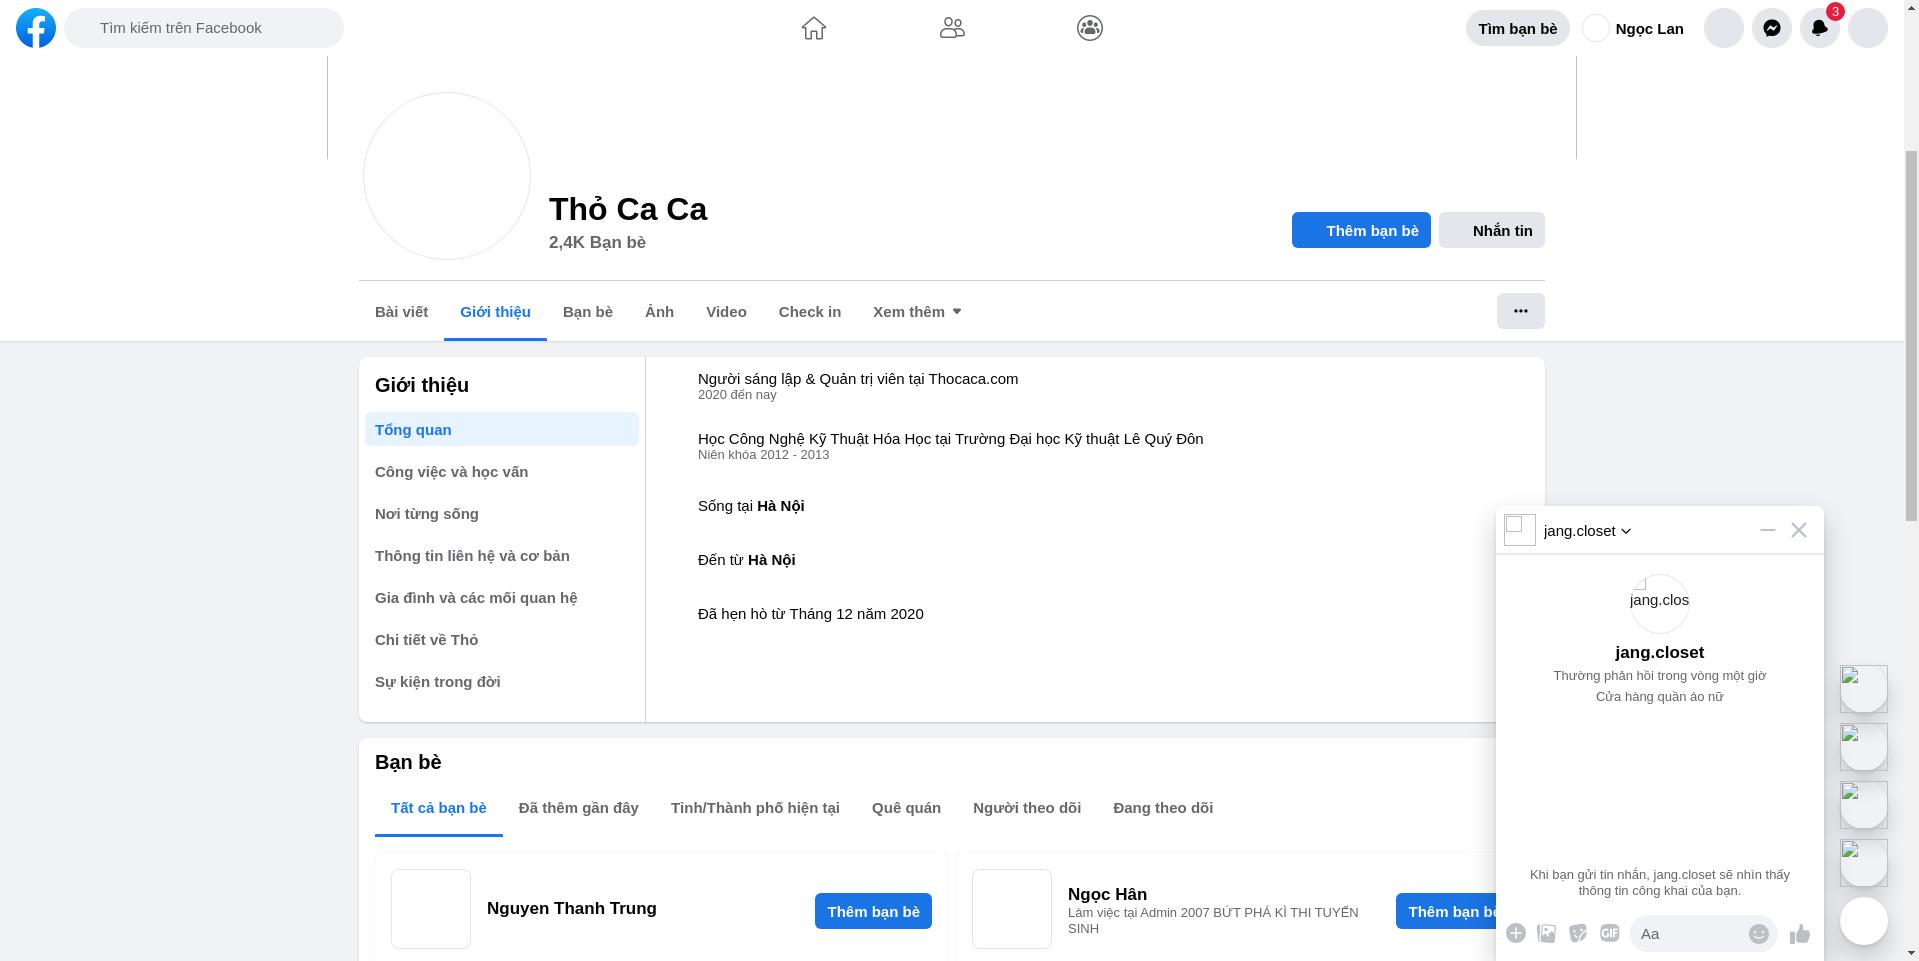 Tìm kiếm trên Facebook
Tìm bạn bè
Ngọc Lan
3
Thỏ Ca Ca
2,4K Bạn bè
Thêm bạn bè
Nhắn tin
Bài viết
Giới thiệu
Bạn bè
Ảnh
Video
Check in
Xem thêm
Giới thiệu
Tổng quan
Công việc và học vấn
Nơi từng sống
Thông tin liên hệ và cơ bản
Gia đình và các mối quan hệ
Chi tiết về Thỏ
Sự kiện trong đời
Người sáng lập & Quản trị viên tại Thocaca.com
2020 đến nay
Học Công Nghệ Kỹ Thuật Hóa Học tại Trường Đại học Kỹ thuật Lê Quý Đôn
Niên khóa 2012 - 2013
Sống tại Hà Nội
Đến từ Hà Nội
Đã hẹn hò từ Tháng 12 năm 2020
Bạn bè
Tất cả bạn bè
Đã thêm gần đây
Tỉnh/Thành phố hiện tại
Quê quán
Người theo dõi
Đang theo dõi
Nguyen Thanh Trung
Thêm bạn bè
Ngọc Hân
Làm việc tại Admin 2007 BỨT PHÁ KÌ THI TUYỂN
SINH
Thêm bạn bè
jang.closet
jang.clos
jang.closet
Thường phản hồi trong vòng một giờ
Cửa hàng quần áo nữ
Khi bạn gửi tin nhắn, jang.closet sẽ nhìn thấy
thông tin công khai của bạn.
GIF
Aa